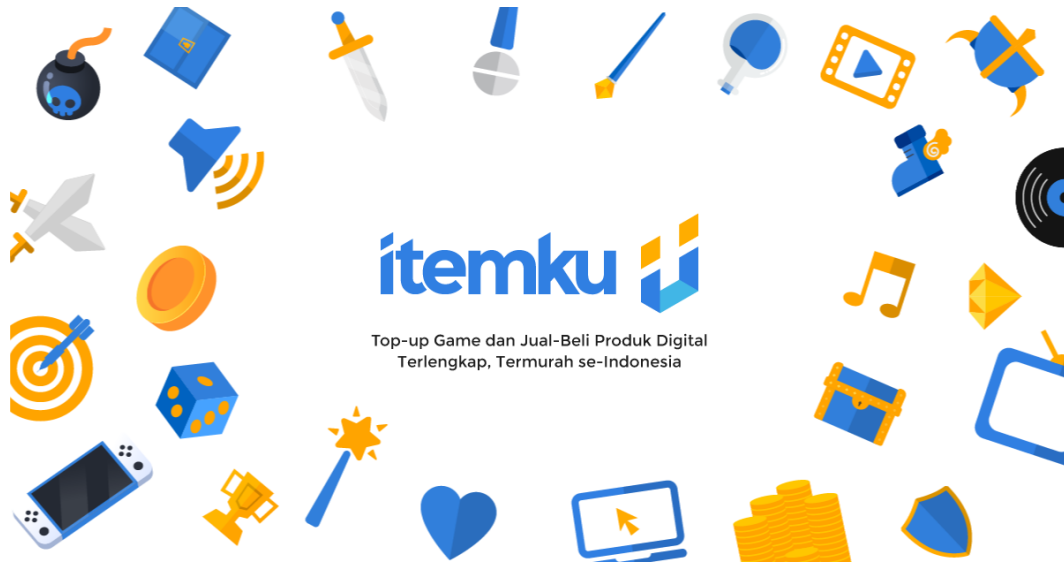 itemku
Top-up Game dan Jual-Beli Produk Digital
Terlengkap, Termurah se-Indonesia